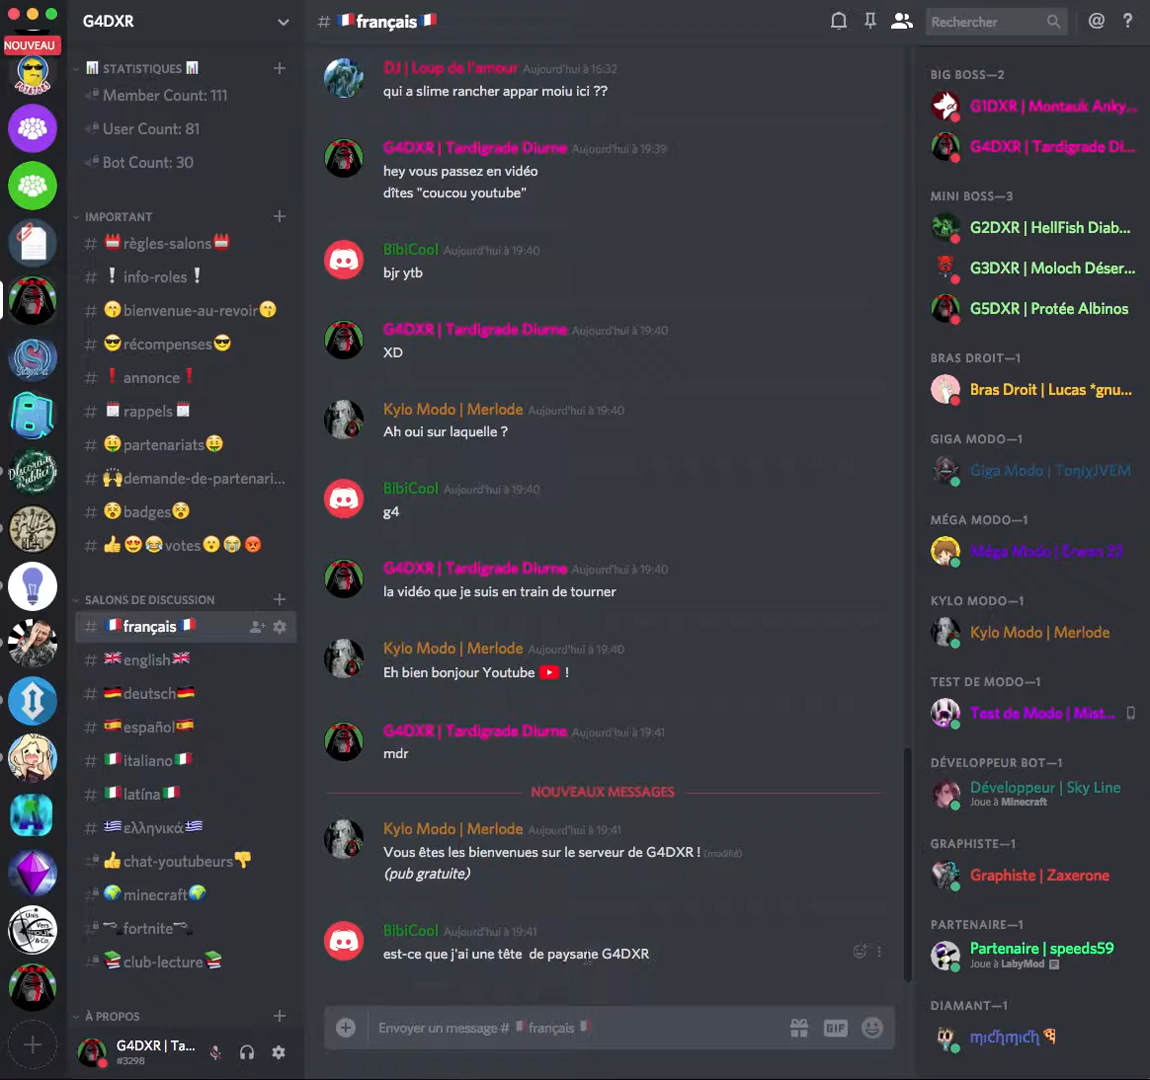 NOUVEAU
G4DXR
📊 STATISTIQUES 📊
Member Count: 111
User Count: 81
Bot Count: 30
IMPORTANT
règles-salons
❕info-roles❕
😙bienvenue-au-revoir😙
😎récompenses😎
❗annonce❗
rappels
🤑partenariats🤑
🙌demande-de-partenari...
😵badges😵
👍😍😂votes😮😭😡
SALONS DE DISCUSSION
🇫🇷français🇫🇷
🇬🇧english🇬🇧
🇩🇪deutsch🇩🇪
🇪🇸español🇪🇸
🇮🇹italiano🇮🇹
🇮🇹latína🇮🇹
🇬🇷ελληνικά🇬🇷
👍chat-youtubeurs👎
🌍minecraft🌍
🔫fortnite🔫
📚club-lecture📚
À PROPOS
G4DXR | Ta...
#3298
# 🇫🇷français🇫🇷
Rechercher
DJ | Loup de l'amour Aujourd'hui à 16:32
qui a slime rancher appar moiu ici ??
G4DXR | Tardigrade Diurne Aujourd'hui à 19:39
hey vous passez en vidéo
dîtes "coucou youtube"
BibiCool Aujourd'hui à 19:40
bjr ytb
G4DXR | Tardigrade Diurne Aujourd'hui à 19:40
XD
Kylo Modo | Merlode Aujourd'hui à 19:40
Ah oui sur laquelle ?
BibiCool Aujourd'hui à 19:40
g4
G4DXR | Tardigrade Diurne Aujourd'hui à 19:40
la vidéo que je suis en train de tourner
Kylo Modo | Merlode Aujourd'hui à 19:40
Eh bien bonjour Youtube !
G4DXR | Tardigrade Diurne Aujourd'hui à 19:41
mdr
NOUVEAUX MESSAGES
Kylo Modo | Merlode Aujourd'hui à 19:41
Vous êtes les bienvenues sur le serveur de G4DXR ! (modifié)
(pub gratuite)
BibiCool Aujourd'hui à 19:41
est-ce que j'ai une tête de paysane G4DXR
Envoyer un message # 🇫🇷français🇫🇷
GIF
BIG BOSS—2
G1DXR | Montauk Anky...
G4DXR | Tardigrade Di...
MINI BOSS—3
G2DXR | HellFish Diab...
G3DXR | Moloch Déser...
G5DXR | Protée Albinos
BRAS DROIT—1
Bras Droit | Lucas *gnu...
GIGA MODO—1
Giga Modo | ToηιχJVEM
MÉGA MODO—1
Méga Modo | Erwan 23
KYLO MODO—1
Kylo Modo | Merlode
TEST DE MODO—1
Test de Modo | Mist...
DÉVELOPPEUR BOT—1
Développeur | Sky Line
Joue à Minecraft
GRAPHISTE—1
Graphiste | Zaxerone
PARTENAIRE—1
Partenaire | speeds59
Joue à LabyMod
DIAMANT—1